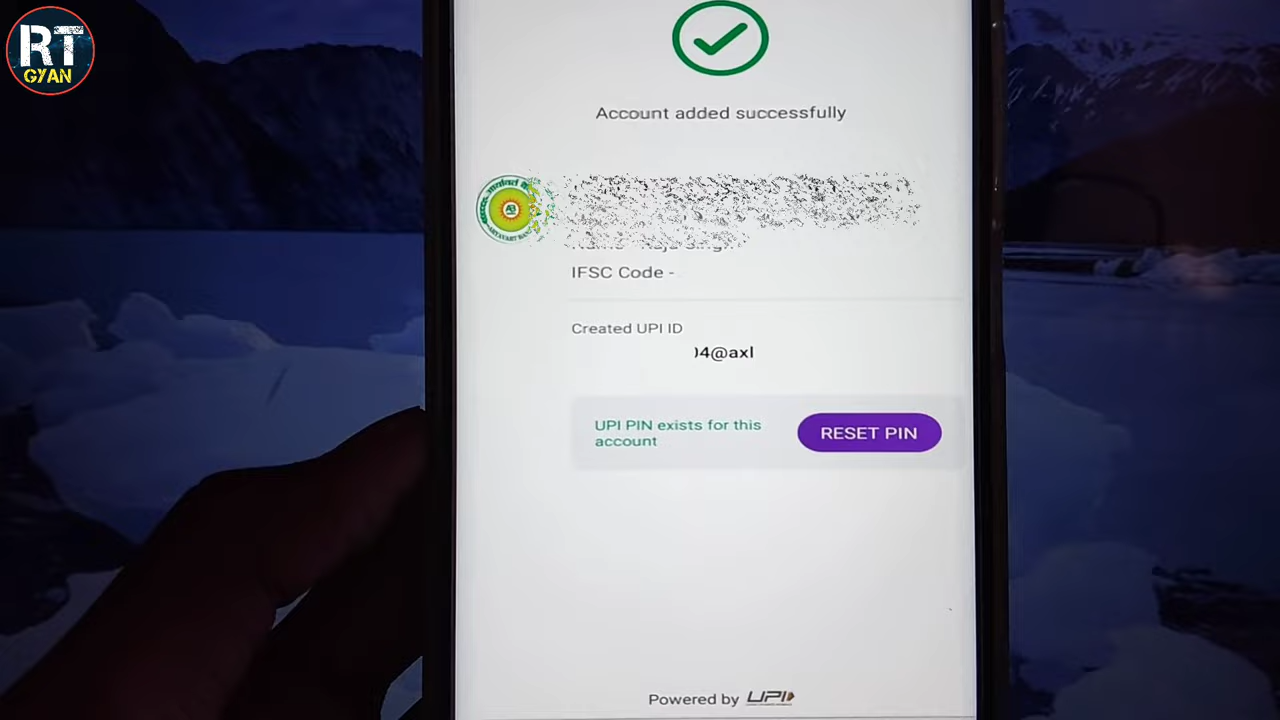 RT
GYAN
Account added successfully
IFSC Code -
Created UPI ID
04@axl
UPI PIN exists for this
account
RESET PIN
Powered by UPI